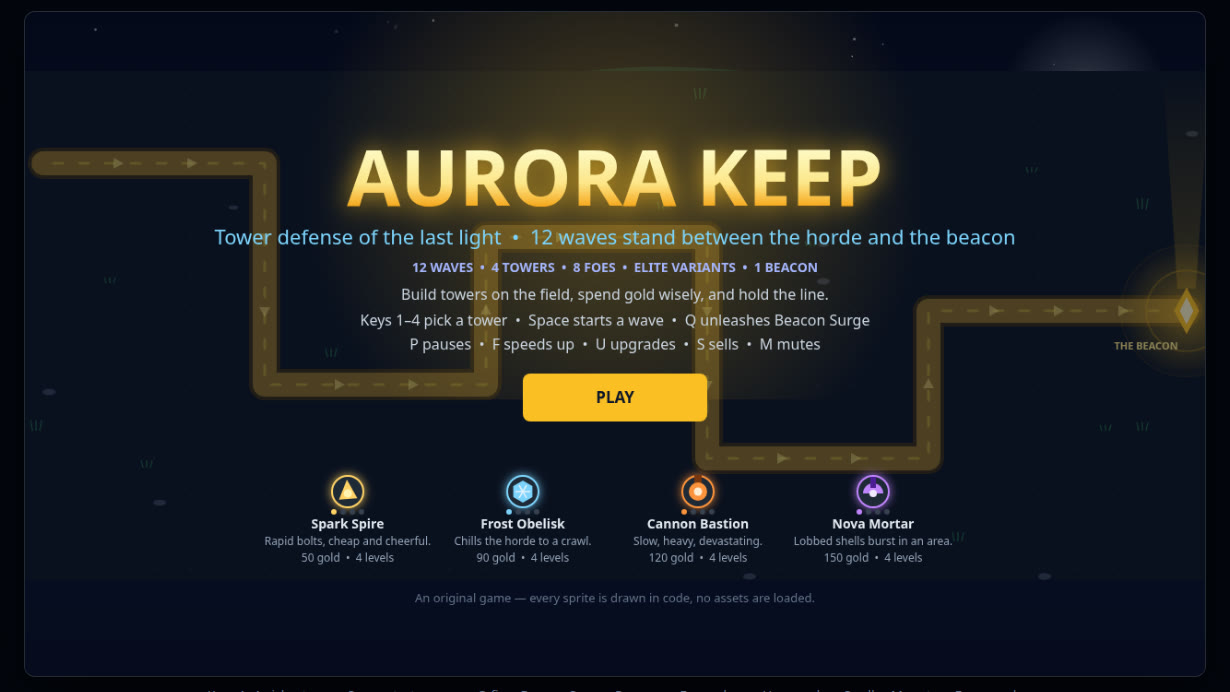 AURORA KEEP
Tower defense of the last light • 12 waves stand between the horde and the beacon
12 WAVES • 4 TOWERS • 8 FOES • ELITE VARIANTS • 1 BEACON
Build towers on the field, spend gold wisely, and hold the line.
Keys 1–4 pick a tower • Space starts a wave • Q unleashes Beacon Surge
P pauses • F speeds up • U upgrades • S sells • M mutes
THE BEACON
PLAY
Spark Spire
Rapid bolts, cheap and cheerful.
50 gold • 4 levels
Frost Obelisk
Chills the horde to a crawl.
90 gold • 4 levels
Cannon Bastion
Slow, heavy, devastating.
120 gold • 4 levels
Nova Mortar
Lobbed shells burst in an area.
150 gold • 4 levels
An original game — every sprite is drawn in code, no assets are loaded.